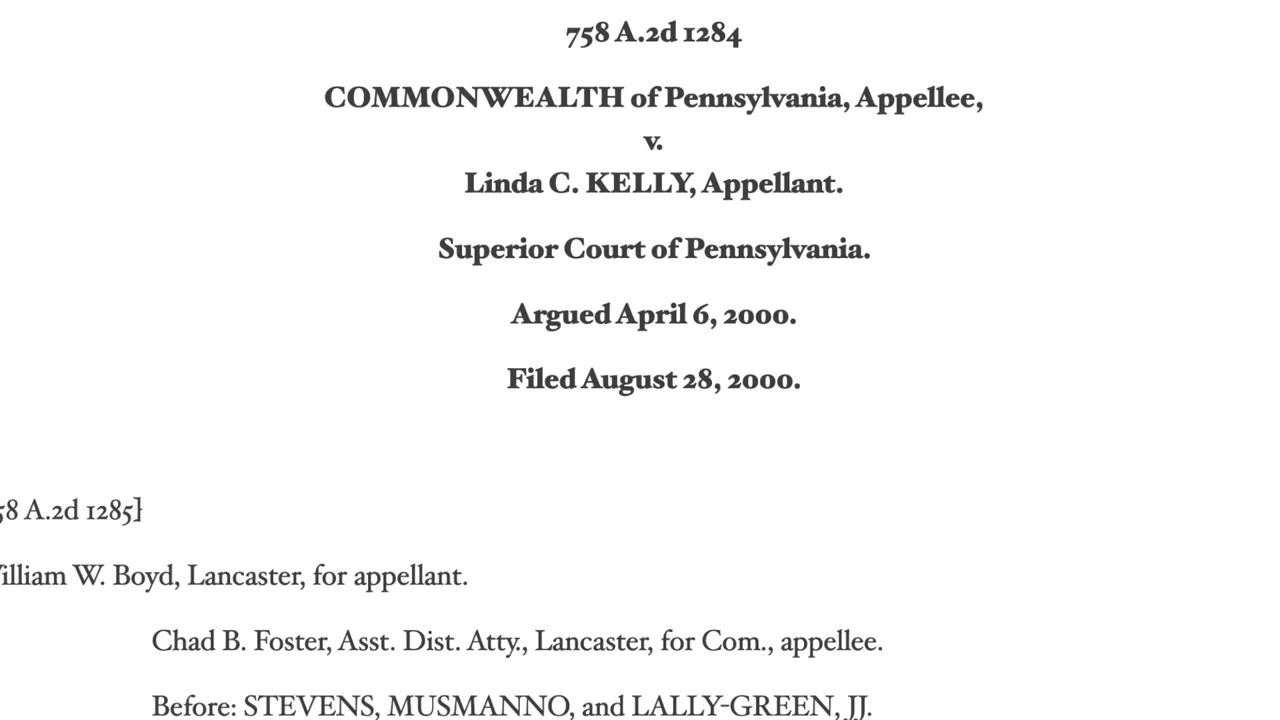 758 A.2d 1284
COMMONWEALTH of Pennsylvania, Appellee,
v.
Linda C. KELLY, Appellant.
Superior Court of Pennsylvania.
Argued April 6, 2000.
Filed August 28, 2000.
58 A.2d 1285]
illiam W. Boyd, Lancaster, for appellant.
Chad B. Foster, Asst. Dist. Atty., Lancaster, for Com., appellee.
Before: STEVENS, MUSMANNO, and LALLY-GREEN, JJ.